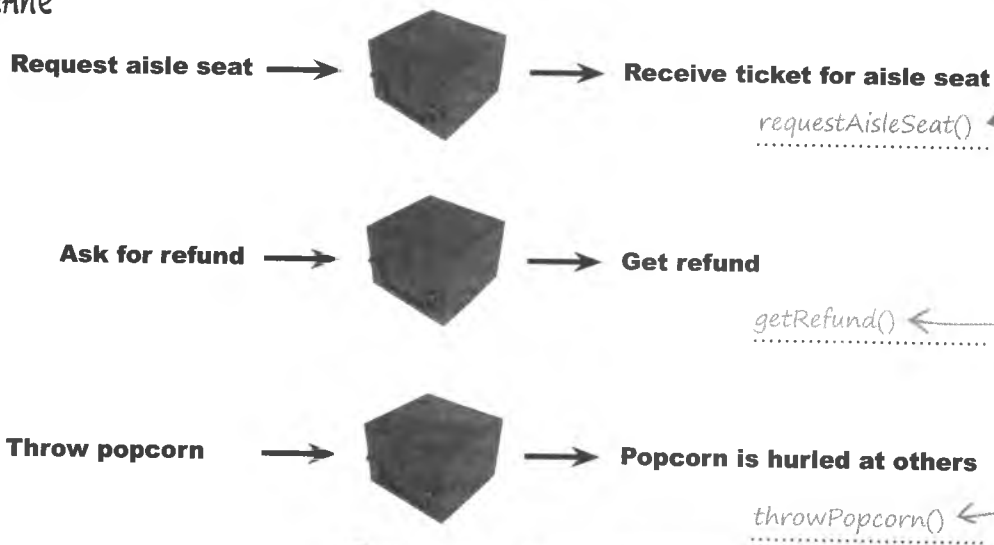 Request aisle seat
Receive ticket for aisle seat
requestAisleSeat()
Ask for refund
Get refund
getRefund()
Throw popcorn
Popcorn is hurled at others
throwPopcorn()